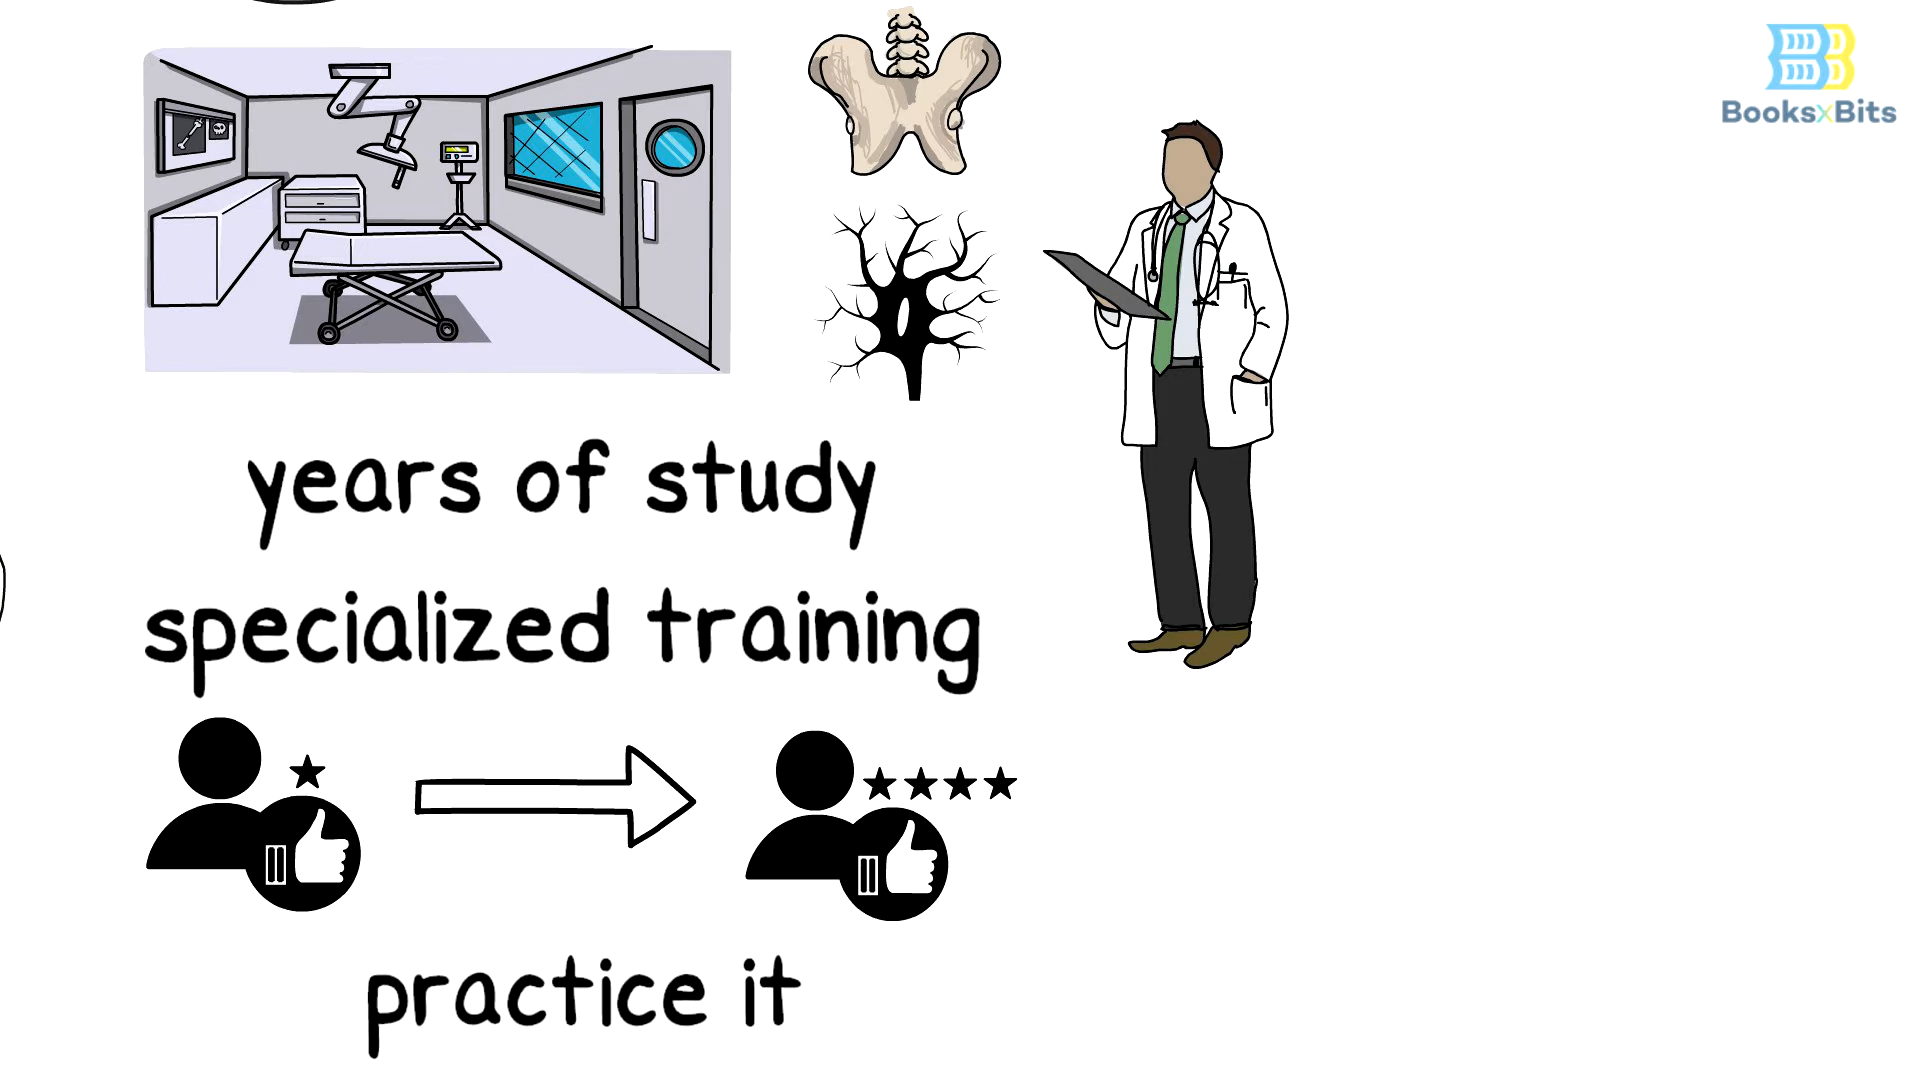 BooksxBits
years of study
specialized training
practice it